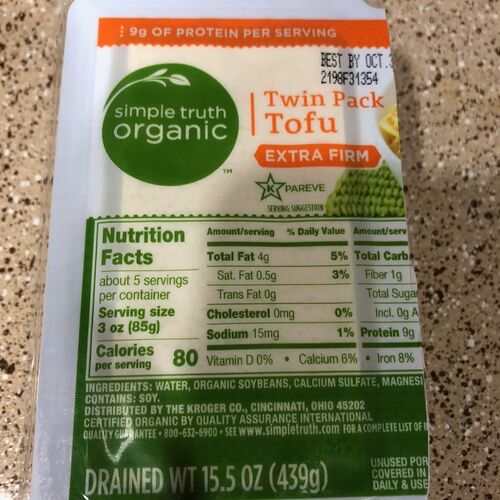 9g OF PROTEIN PER SERVING
BEST BY OCT.
2198F31354
simple truth
organic
™
Twin Pack
Tofu
EXTRA FIRM
K PAREVE
SERVING SUGGESTION
Nutrition
Facts
about 5 servings
per container
Serving size
3 oz (85g)
Calories
per serving 80
Amount/serving % Daily Value
Total Fat 4g 5%
Sat. Fat 0.5g 3%
Trans Fat 0g
Cholesterol 0mg 0%
Sodium 15mg 1%
Amount/serv
Total Carb
Fiber 1g
Total Sugar
Incl. 0g A
Protein 9g
Vitamin D 0% • Calcium 6% • Iron 8%
INGREDIENTS: WATER, ORGANIC SOYBEANS, CALCIUM SULFATE, MAGNESI
CONTAINS: SOY.
DISTRIBUTED BY THE KROGER CO., CINCINNATI, OHIO 45202
CERTIFIED ORGANIC BY QUALITY ASSURANCE INTERNATIONAL
QUALITY GUARANTEE • 800-632-6900 • SEE www.simpletruth.com FOR A COMPLETE LIST OF
DRAINED WT 15.5 OZ (439g)
UNUSED POR
COVERED IN
DAILY & USE